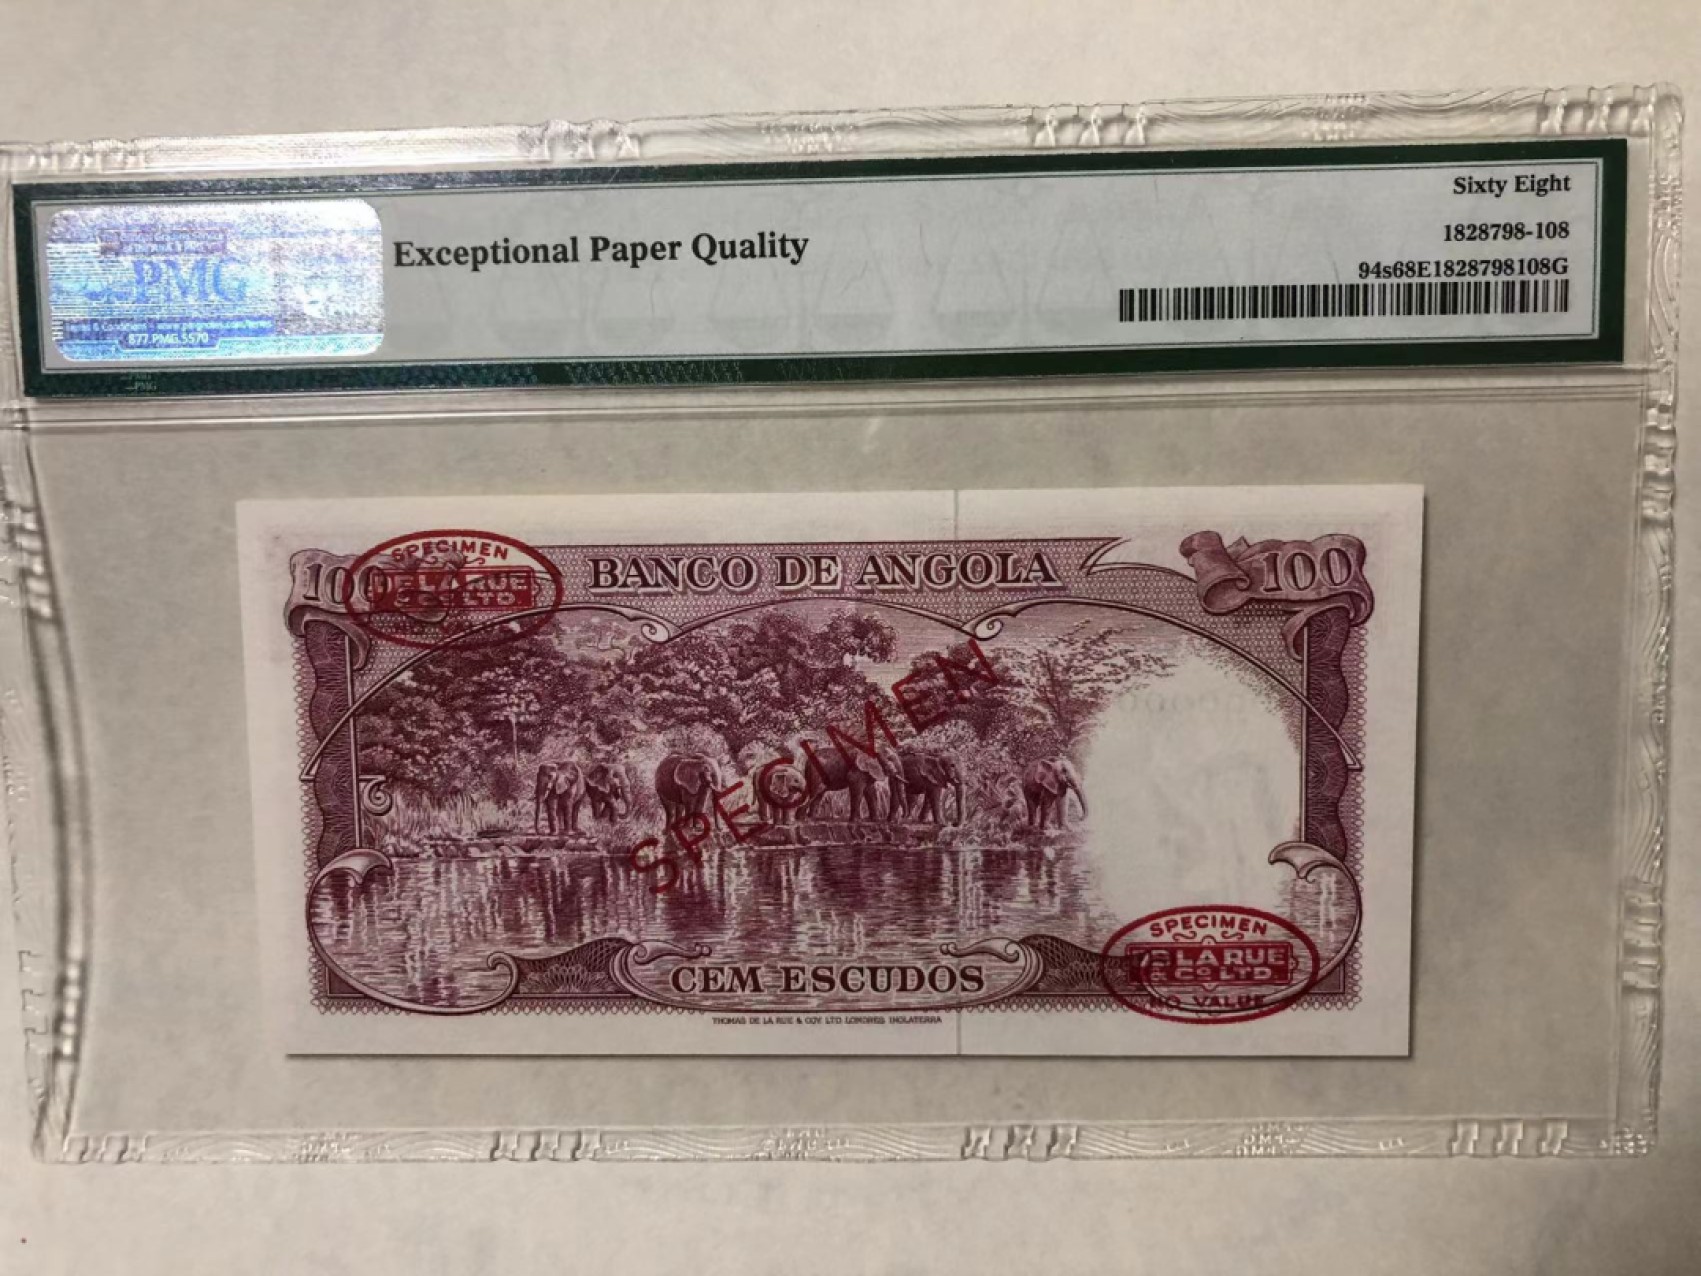 Sixty Eight
Exceptional Paper Quality
1828798-108
94s68E1828798108G
PMG
877.PMG.5570
PMG
SPECIMEN
DE LA RUE
Co LTD
100
BANCO DE ANGOLA
100
SPECIMEN
SPECIMEN
DE LA RUE
Co LTD
NO VALUE
CEM ESCUDOS
THOMAS DE LA RUE & COY. LTD. LONDRES INGLATERRA